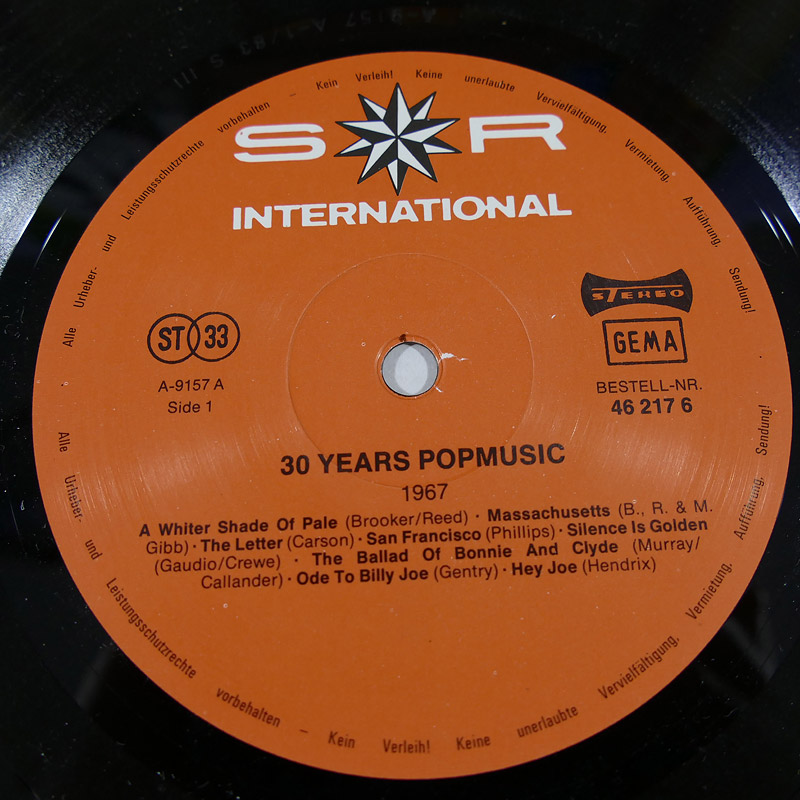 A-9157 A-1/83 S III
Alle Urheber- und Leistungsschutzrechte vorbehalten Kein Verleih! Keine unerlaubte Vervielfältigung, Vermietung, Aufführung, Sendung!
S R
INTERNATIONAL
STEREO
ST 33
GEMA
A-9157 A
BESTELL-NR.
Side 1
46 217 6
30 YEARS POPMUSIC
1967
A Whiter Shade Of Pale (Brooker/Reed) · Massachusetts (B., R. & M.
Gibb) · The Letter (Carson) · San Francisco (Phillips) · Silence Is Golden
(Gaudio/Crewe) · The Ballad Of Bonnie And Clyde (Murray/
Callander) · Ode To Billy Joe (Gentry) · Hey Joe (Hendrix)
Alle Urheber- und Leistungsschutzrechte vorbehalten – Kein Verleih! Keine unerlaubte Vervielfältigung, Vermietung, Aufführung, Sendung!